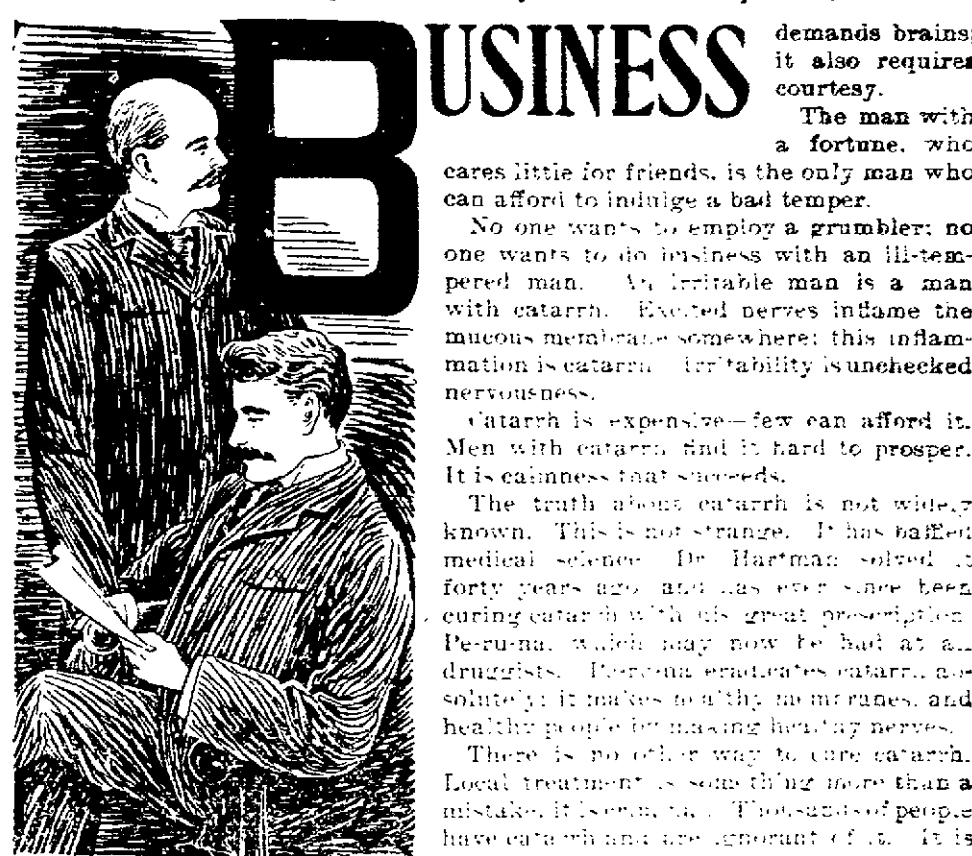 BUSINESS demands brains;
it also requires
courtesy.
The man with
a fortune, who
cares little for friends, is the only man who
can afford to indulge a bad temper.
No one wants to employ a grumbler; no
one wants to do business with an ill-tem-
pered man. An irritable man is a man
with catarrh. Excited nerves inflame the
mucous membrane somewhere; this inflam-
mation is catarrh. Irritability is unchecked
nervousness.
Catarrh is expensive—few can afford it.
Men with catarrh find it hard to prosper.
It is calmness that succeeds.
The truth about catarrh is not widely
known. This is not strange. It has baffled
medical science. Dr. Hartman solved it
forty years ago, and has ever since been
curing catarrh with his great prescription
Pe-ru-na, which may now be had at all
druggists. Pe-ru-na eradicates catarrh ab-
solutely; it makes healthy membranes, and
healthy people by making healthy nerves.
There is no other way to cure catarrh.
Local treatment is something more than a
mistake, it is Thousands of people
have catarrh and are ignorant of it. It is